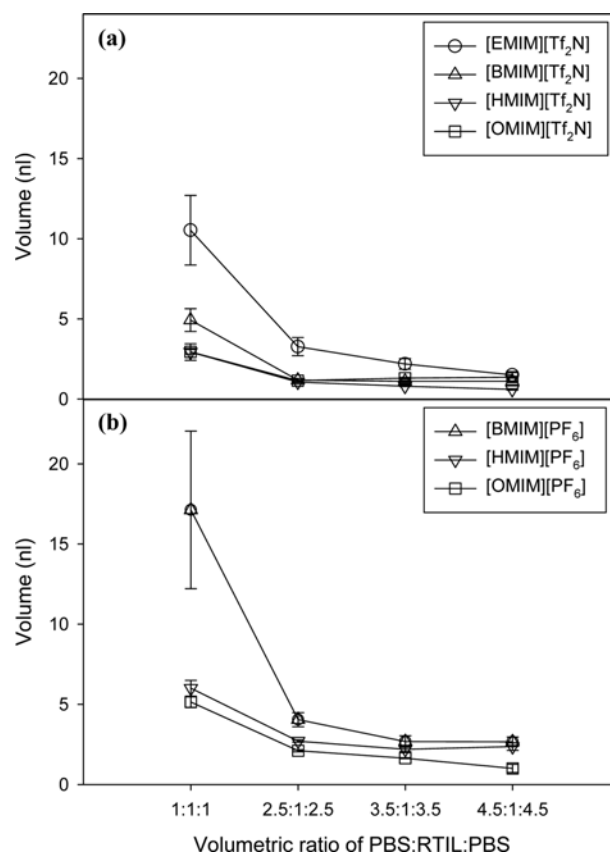 (a)
[EMIM][Tf₂N]
[BMIM][Tf₂N]
[HMIM][Tf₂N]
[OMIM][Tf₂N]
20
15
10
5
0
Volume (nl)
(b)
[BMIM][PF₆]
[HMIM][PF₆]
[OMIM][PF₆]
20
15
10
5
0
Volume (nl)
1:1:1 2.5:1:2.5 3.5:1:3.5 4.5:1:4.5
Volumetric ratio of PBS:RTIL:PBS